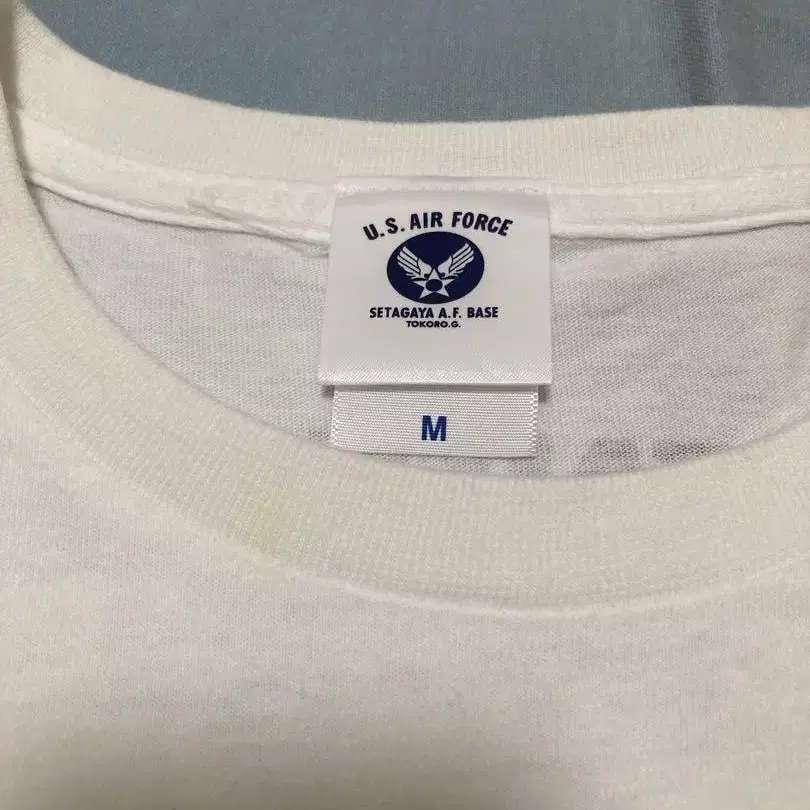 U.S. AIR FORCE
SETAGAYA A.F. BASE
TOKORO.G.
M